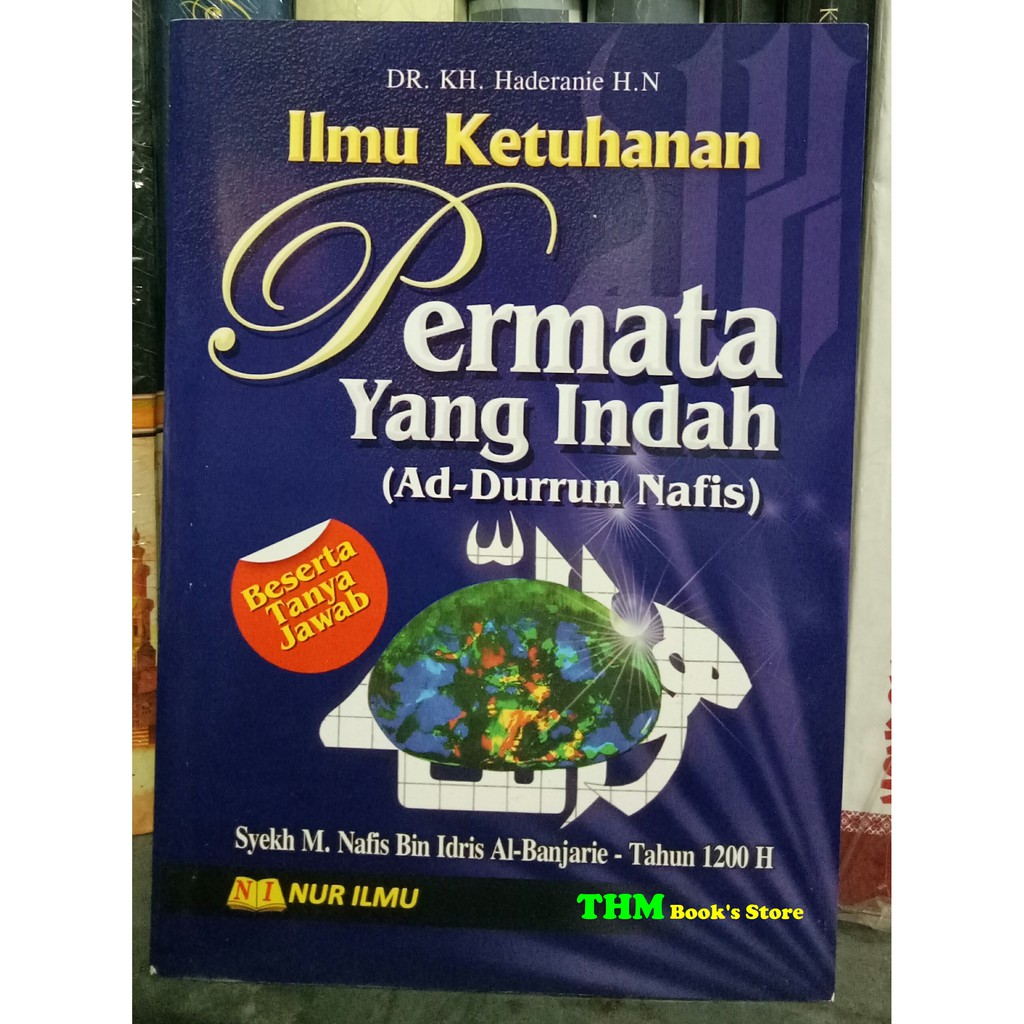 DR. KH. Haderanie H.N
Ilmu Ketuhanan
Permata
Yang Indah
(Ad-Durrun Nafis)
Beserta
Tanya
Jawab
Syekh M. Nafis Bin Idris Al-Banjarie - Tahun 1200 H
NI NUR ILMU
THM Book's Store